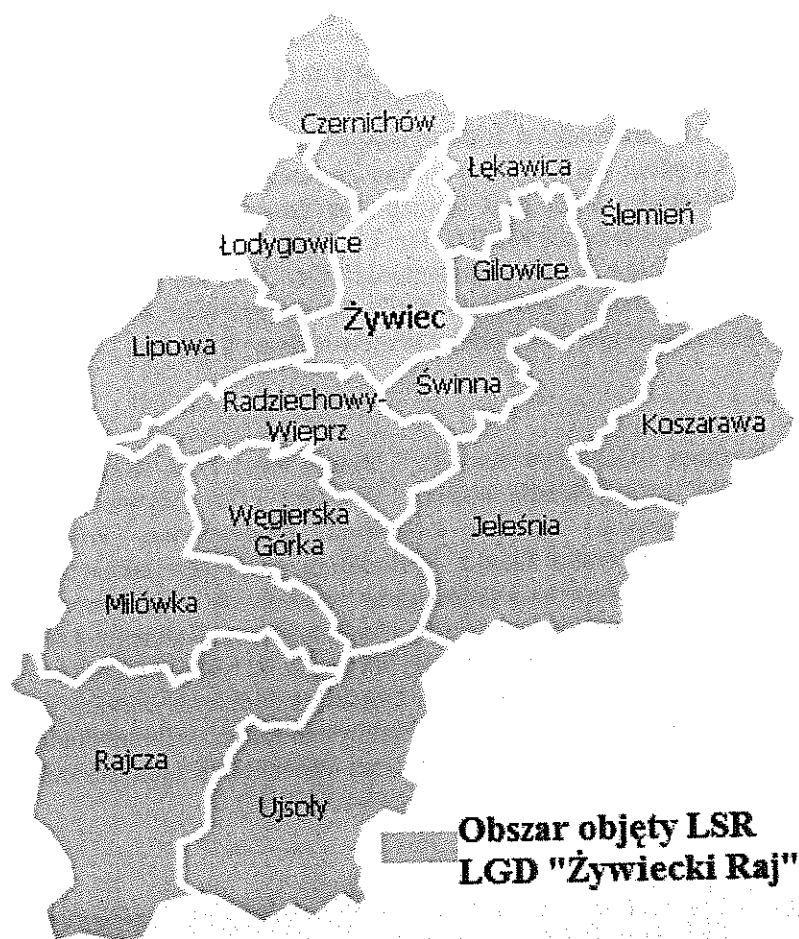 Czernichów
Łękawica
Ślemień
Łodygowice
Gilowice
Żywiec
Lipowa
Świnna
Radziechowy-
Wieprz
Koszarawa
Węgierska
Górka
Jeleśnia
Milówka
Rajcza
Ujsoły
Obszar objęty LSR
LGD "Żywiecki Raj"